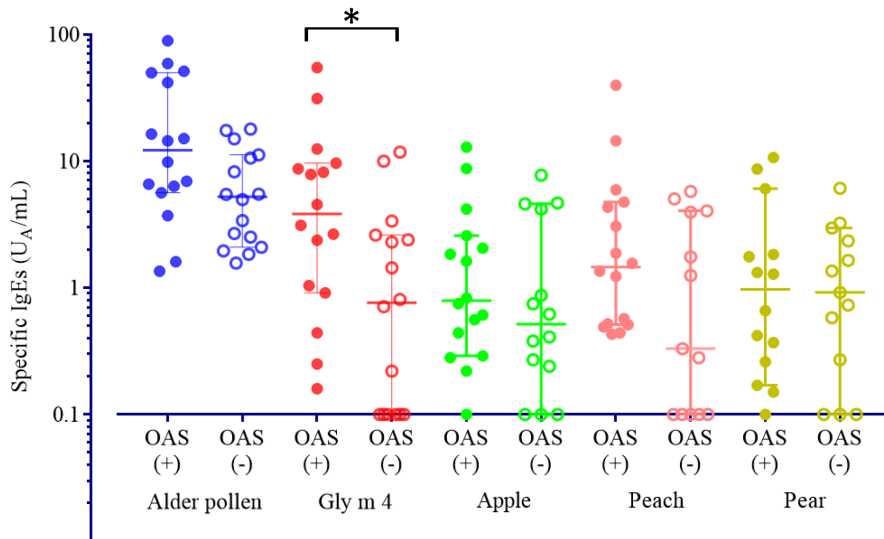 *
100
10
1
0.1
Specific IgEs (UA/mL)
OAS OAS OAS OAS OAS OAS OAS OAS OAS OAS
(+) (-) (+) (-) (+) (-) (+) (-) (+) (-)
Alder pollen Gly m 4 Apple Peach Pear